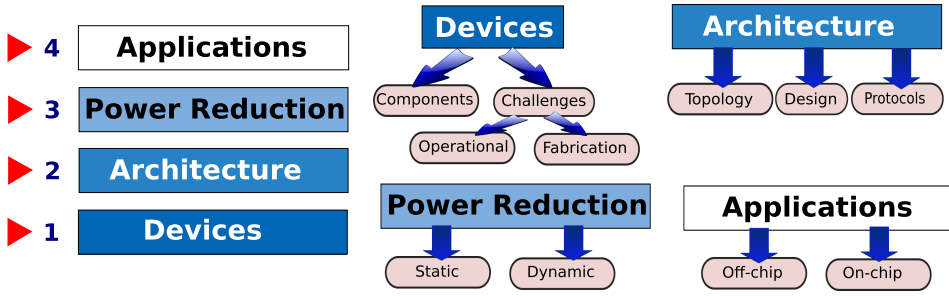 4 Applications
3 Power Reduction
2 Architecture
1 Devices
Devices
Components Challenges
Operational Fabrication
Architecture
Topology Design Protocols
Power Reduction
Static Dynamic
Applications
Off-chip On-chip